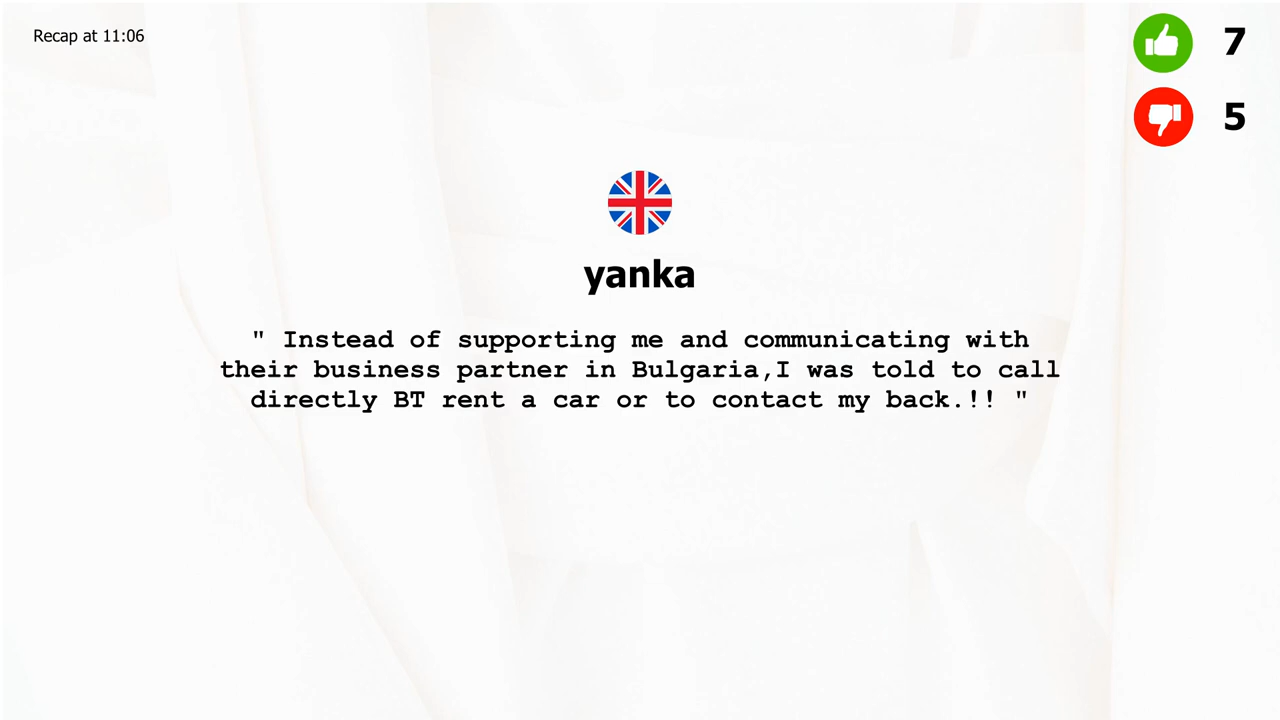 Recap at 11:06
7
5
yanka
" Instead of supporting me and communicating with
their business partner in Bulgaria,I was told to call
directly BT rent a car or to contact my back.!! "